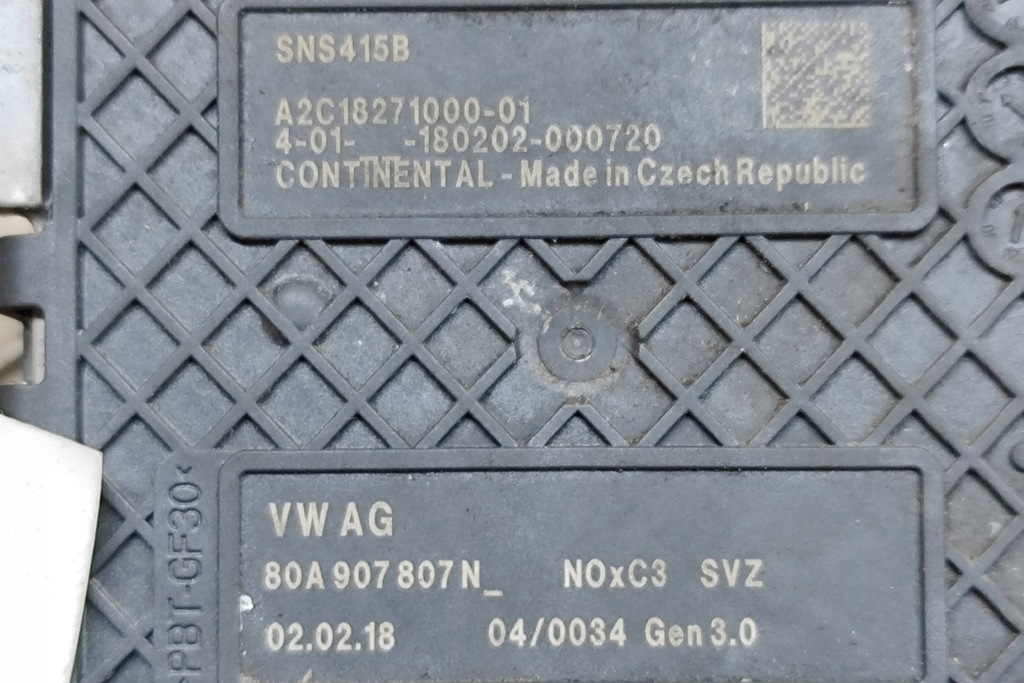 SNS415B
A2C18271000-01
4-01-__-180202-000720
CONTINENTAL - Made in Czech Republic
VW AG
80A 907 807 N_ NOxC3 SVZ
02.02.18 04/0034 Gen 3.0
>PBT-GF30<